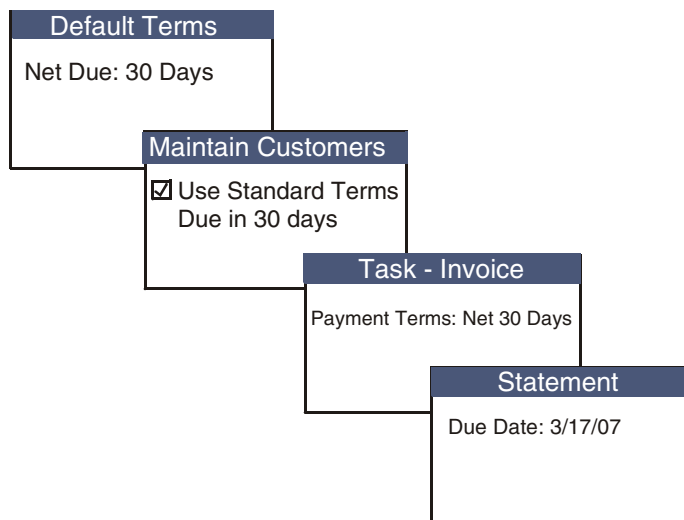 Default Terms
Net Due: 30 Days
Maintain Customers
Use Standard Terms
Due in 30 days
Task - Invoice
Payment Terms: Net 30 Days
Statement
Due Date: 3/17/07